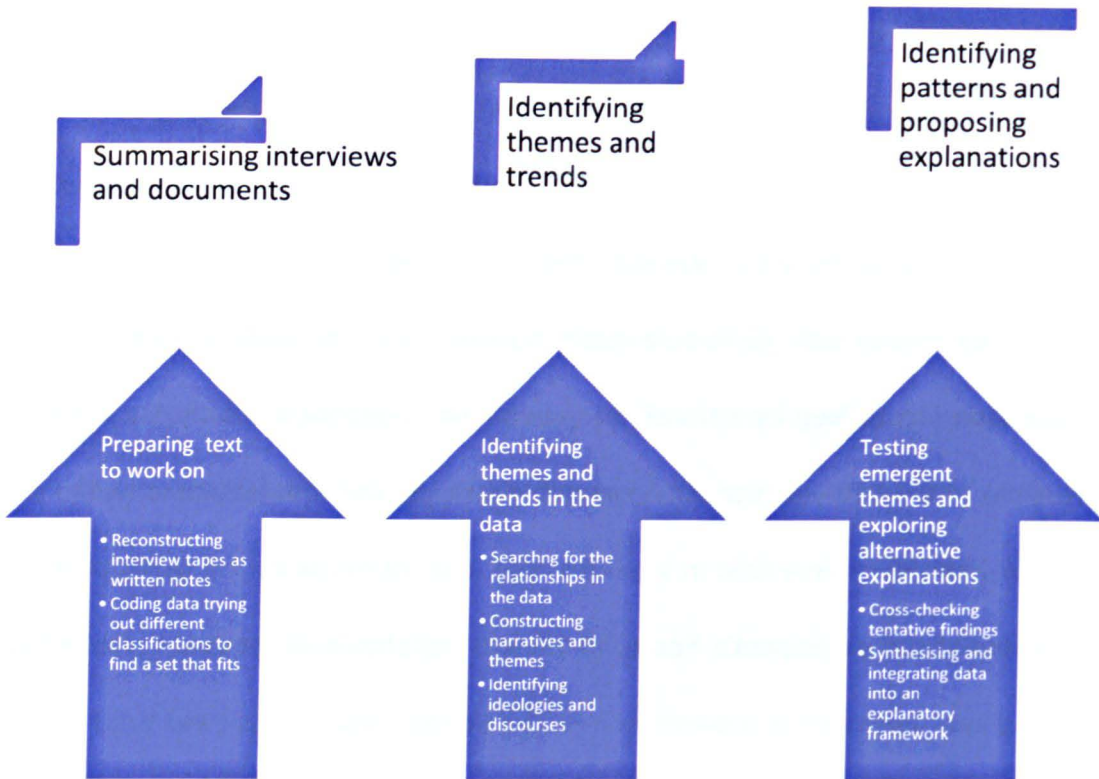 Summarising interviews
and documents
Identifying
themes and
trends
Identifying
patterns and
proposing
explanations
Preparing text
to work on
• Reconstructing
interview tapes as
written notes
• Coding data trying
out different
classifications to
find a set that fits
Identifying
themes and
trends in the
data
• Searchng for the
relationships in
the data
• Constructing
narratives and
themes
• Identifying
ideologies and
discourses
Testing
emergent
themes and
exploring
alternative
explanations
• Cross-checking
tentative findings
• Synthesising and
integrating data
into an
explanatory
framework